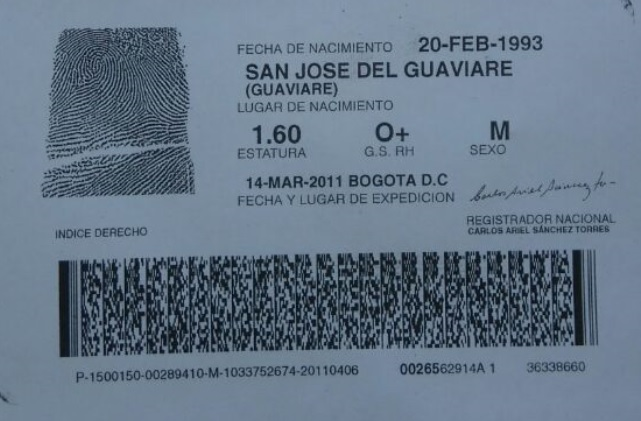 FECHA DE NACIMIENTO 20-FEB-1993
SAN JOSE DEL GUAVIARE
(GUAVIARE)
LUGAR DE NACIMIENTO
1.60 O+ M
ESTATURA G.S. RH SEXO
14-MAR-2011 BOGOTA D.C
FECHA Y LUGAR DE EXPEDICION
INDICE DERECHO
REGISTRADOR NACIONAL
CARLOS ARIEL SÁNCHEZ TORRES
P-1500150-00289410-M-1033752674-20110406 0026562914A 1 36338660